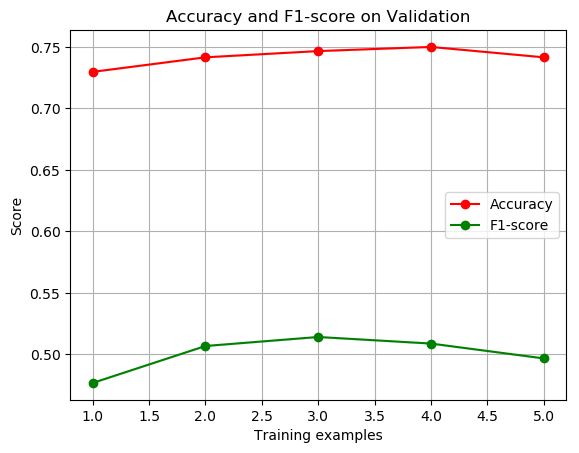 Accuracy and F1-score on Validation
Score
0.75
0.70
0.65
0.60
0.55
0.50
Accuracy
F1-score
1.0 1.5 2.0 2.5 3.0 3.5 4.0 4.5 5.0
Training examples